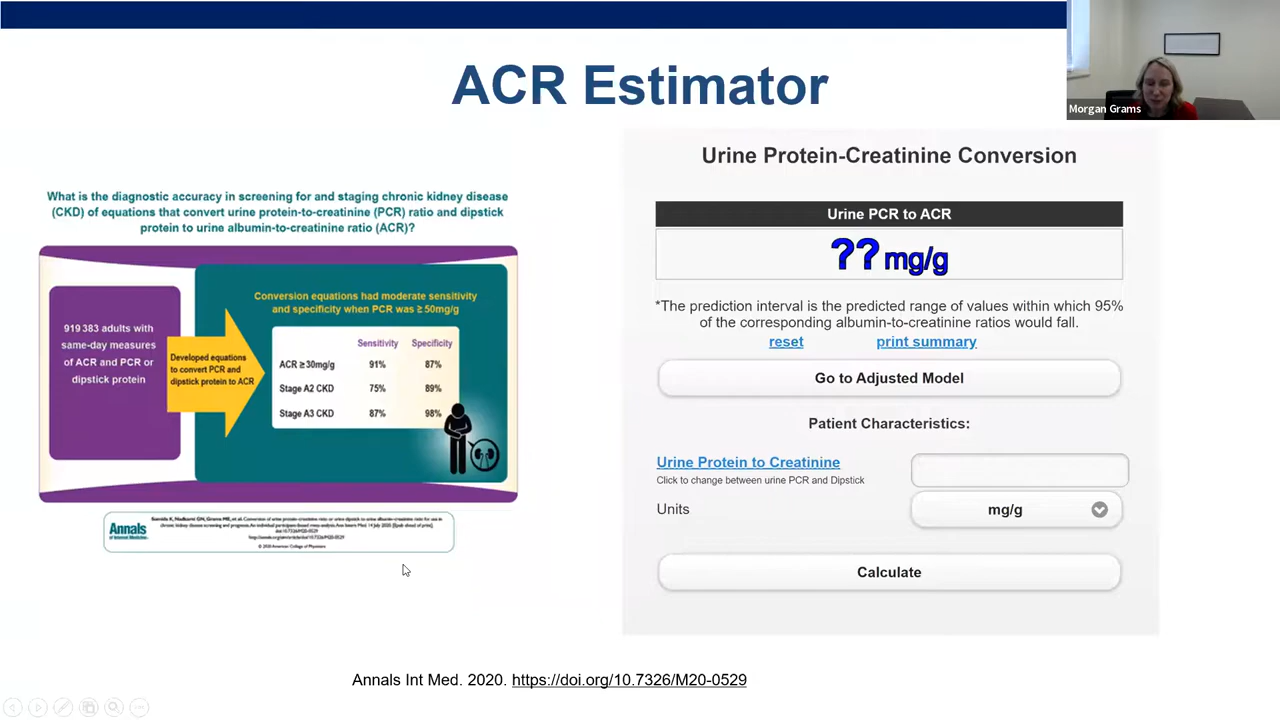 ACR Estimator
Morgan Grams
What is the diagnostic accuracy in screening for and staging chronic kidney disease
(CKD) of equations that convert urine protein-to-creatinine (PCR) ratio and dipstick
protein to urine albumin-to-creatinine ratio (ACR)?
919 383 adults with
same-day measures
of ACR and PCR or
dipstick protein
Developed equations
to convert PCR and
dipstick protein to ACR
Conversion equations had moderate sensitivity
and specificity when PCR was ≥ 50mg/g
Sensitivity Specificity
ACR ≥ 30mg/g 91% 87%
Stage A2 CKD 75% 89%
Stage A3 CKD 87% 98%
Annals
of Internal Medicine
© 2020 American College of Physicians
Urine Protein-Creatinine Conversion
Urine PCR to ACR
?? mg/g
*The prediction interval is the predicted range of values within which 95%
of the corresponding albumin-to-creatinine ratios would fall.
reset print summary
Go to Adjusted Model
Patient Characteristics:
Urine Protein to Creatinine
Click to change between urine PCR and Dipstick
Units mg/g
Calculate
Annals Int Med. 2020. https://doi.org/10.7326/M20-0529